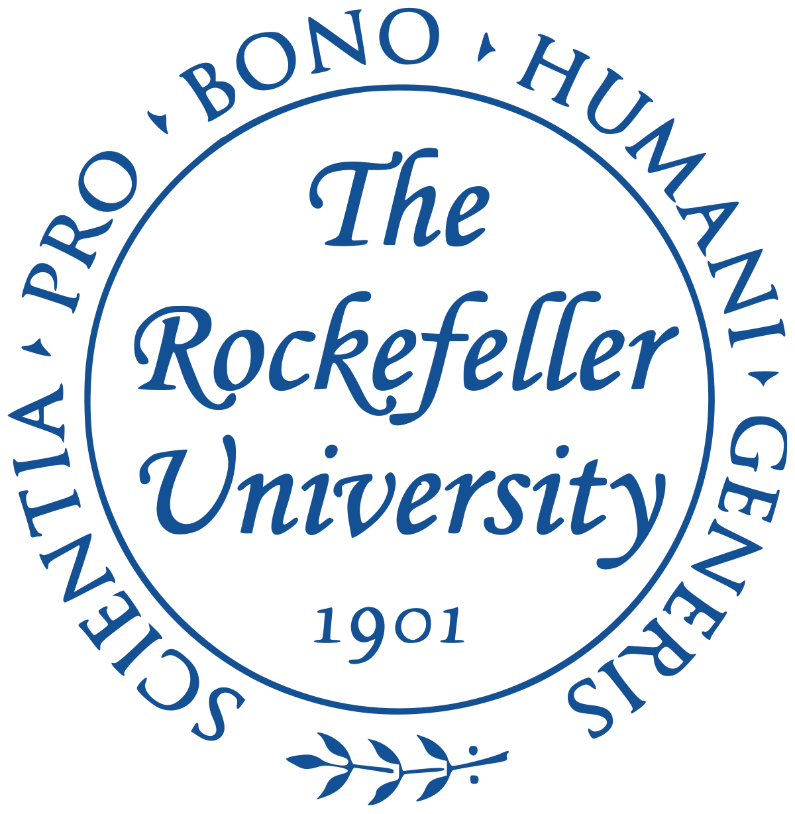 SCIENTIA PRO BONO HUMANI GENERIS
The
Rockefeller
University
1901